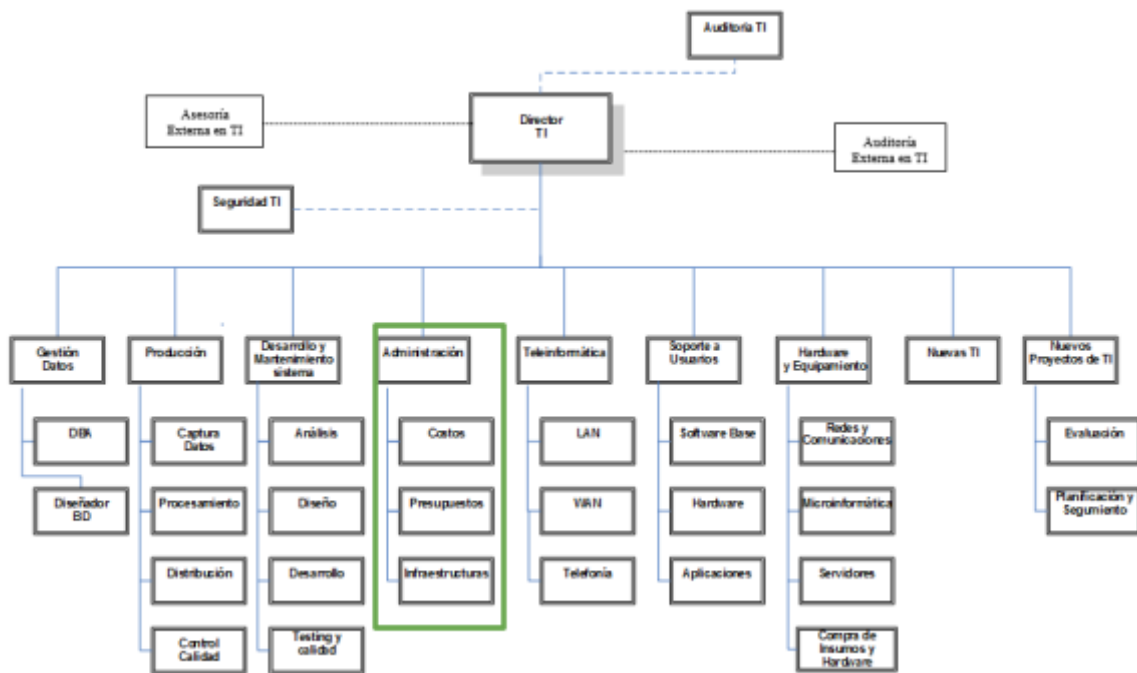 Auditoría TI
Asesoría
Externa en TI
Director
TI
Auditoría
Externa en TI
Seguridad TI
Gestión
Datos
Producción
Desarrollo y
Mantenimiento
sistema
Administración
Teleinformática
Soporte a
Usuarios
Hardware
y Equipamiento
Nuevas TI
Nuevos
Proyectos de TI
DBA
Captura
Datos
Análisis
Costos
LAN
Software Base
Redes y
Comunicaciones
Evaluación
Diseñador
BD
Procesamiento
Diseño
Presupuestos
WAN
Hardware
Microinformática
Planificación y
Segumiento
Distribución
Desarrollo
Infraestructuras
Telefonía
Aplicaciones
Servidores
Control
Calidad
Testing y
calidad
Compra de
Insumos y
Hardware